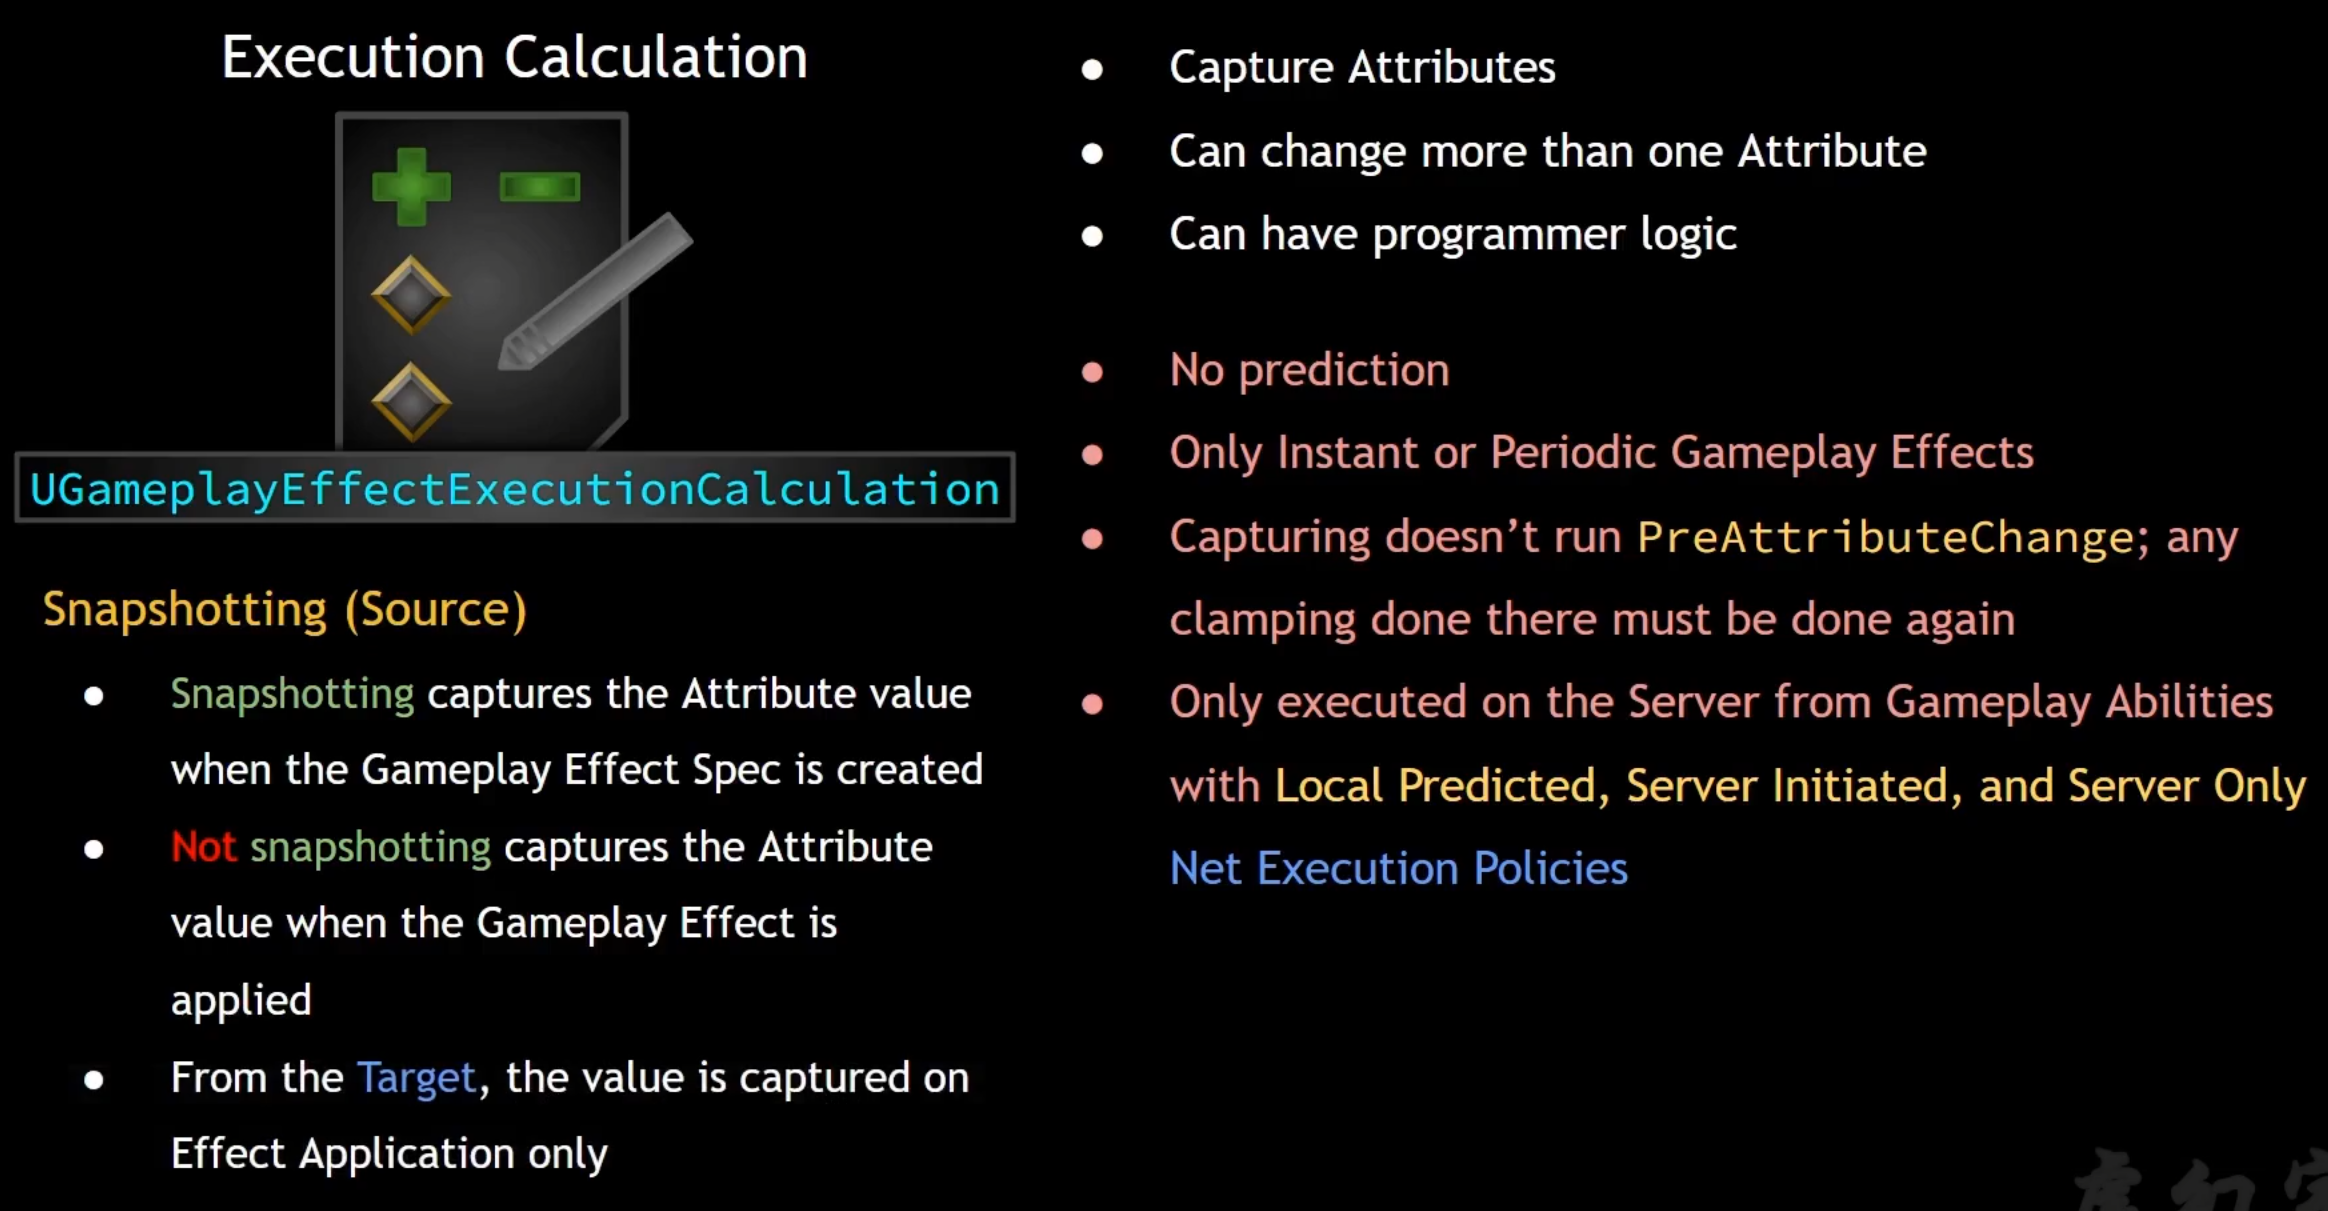 Execution Calculation
UGameplayEffectExecutionCalculation
Snapshotting (Source)
● Snapshotting captures the Attribute value
when the Gameplay Effect Spec is created
● Not snapshotting captures the Attribute
value when the Gameplay Effect is
applied
● From the Target, the value is captured on
Effect Application only
● Capture Attributes
● Can change more than one Attribute
● Can have programmer logic
● No prediction
● Only Instant or Periodic Gameplay Effects
● Capturing doesn’t run PreAttributeChange; any
clamping done there must be done again
● Only executed on the Server from Gameplay Abilities
with Local Predicted, Server Initiated, and Server Only
Net Execution Policies